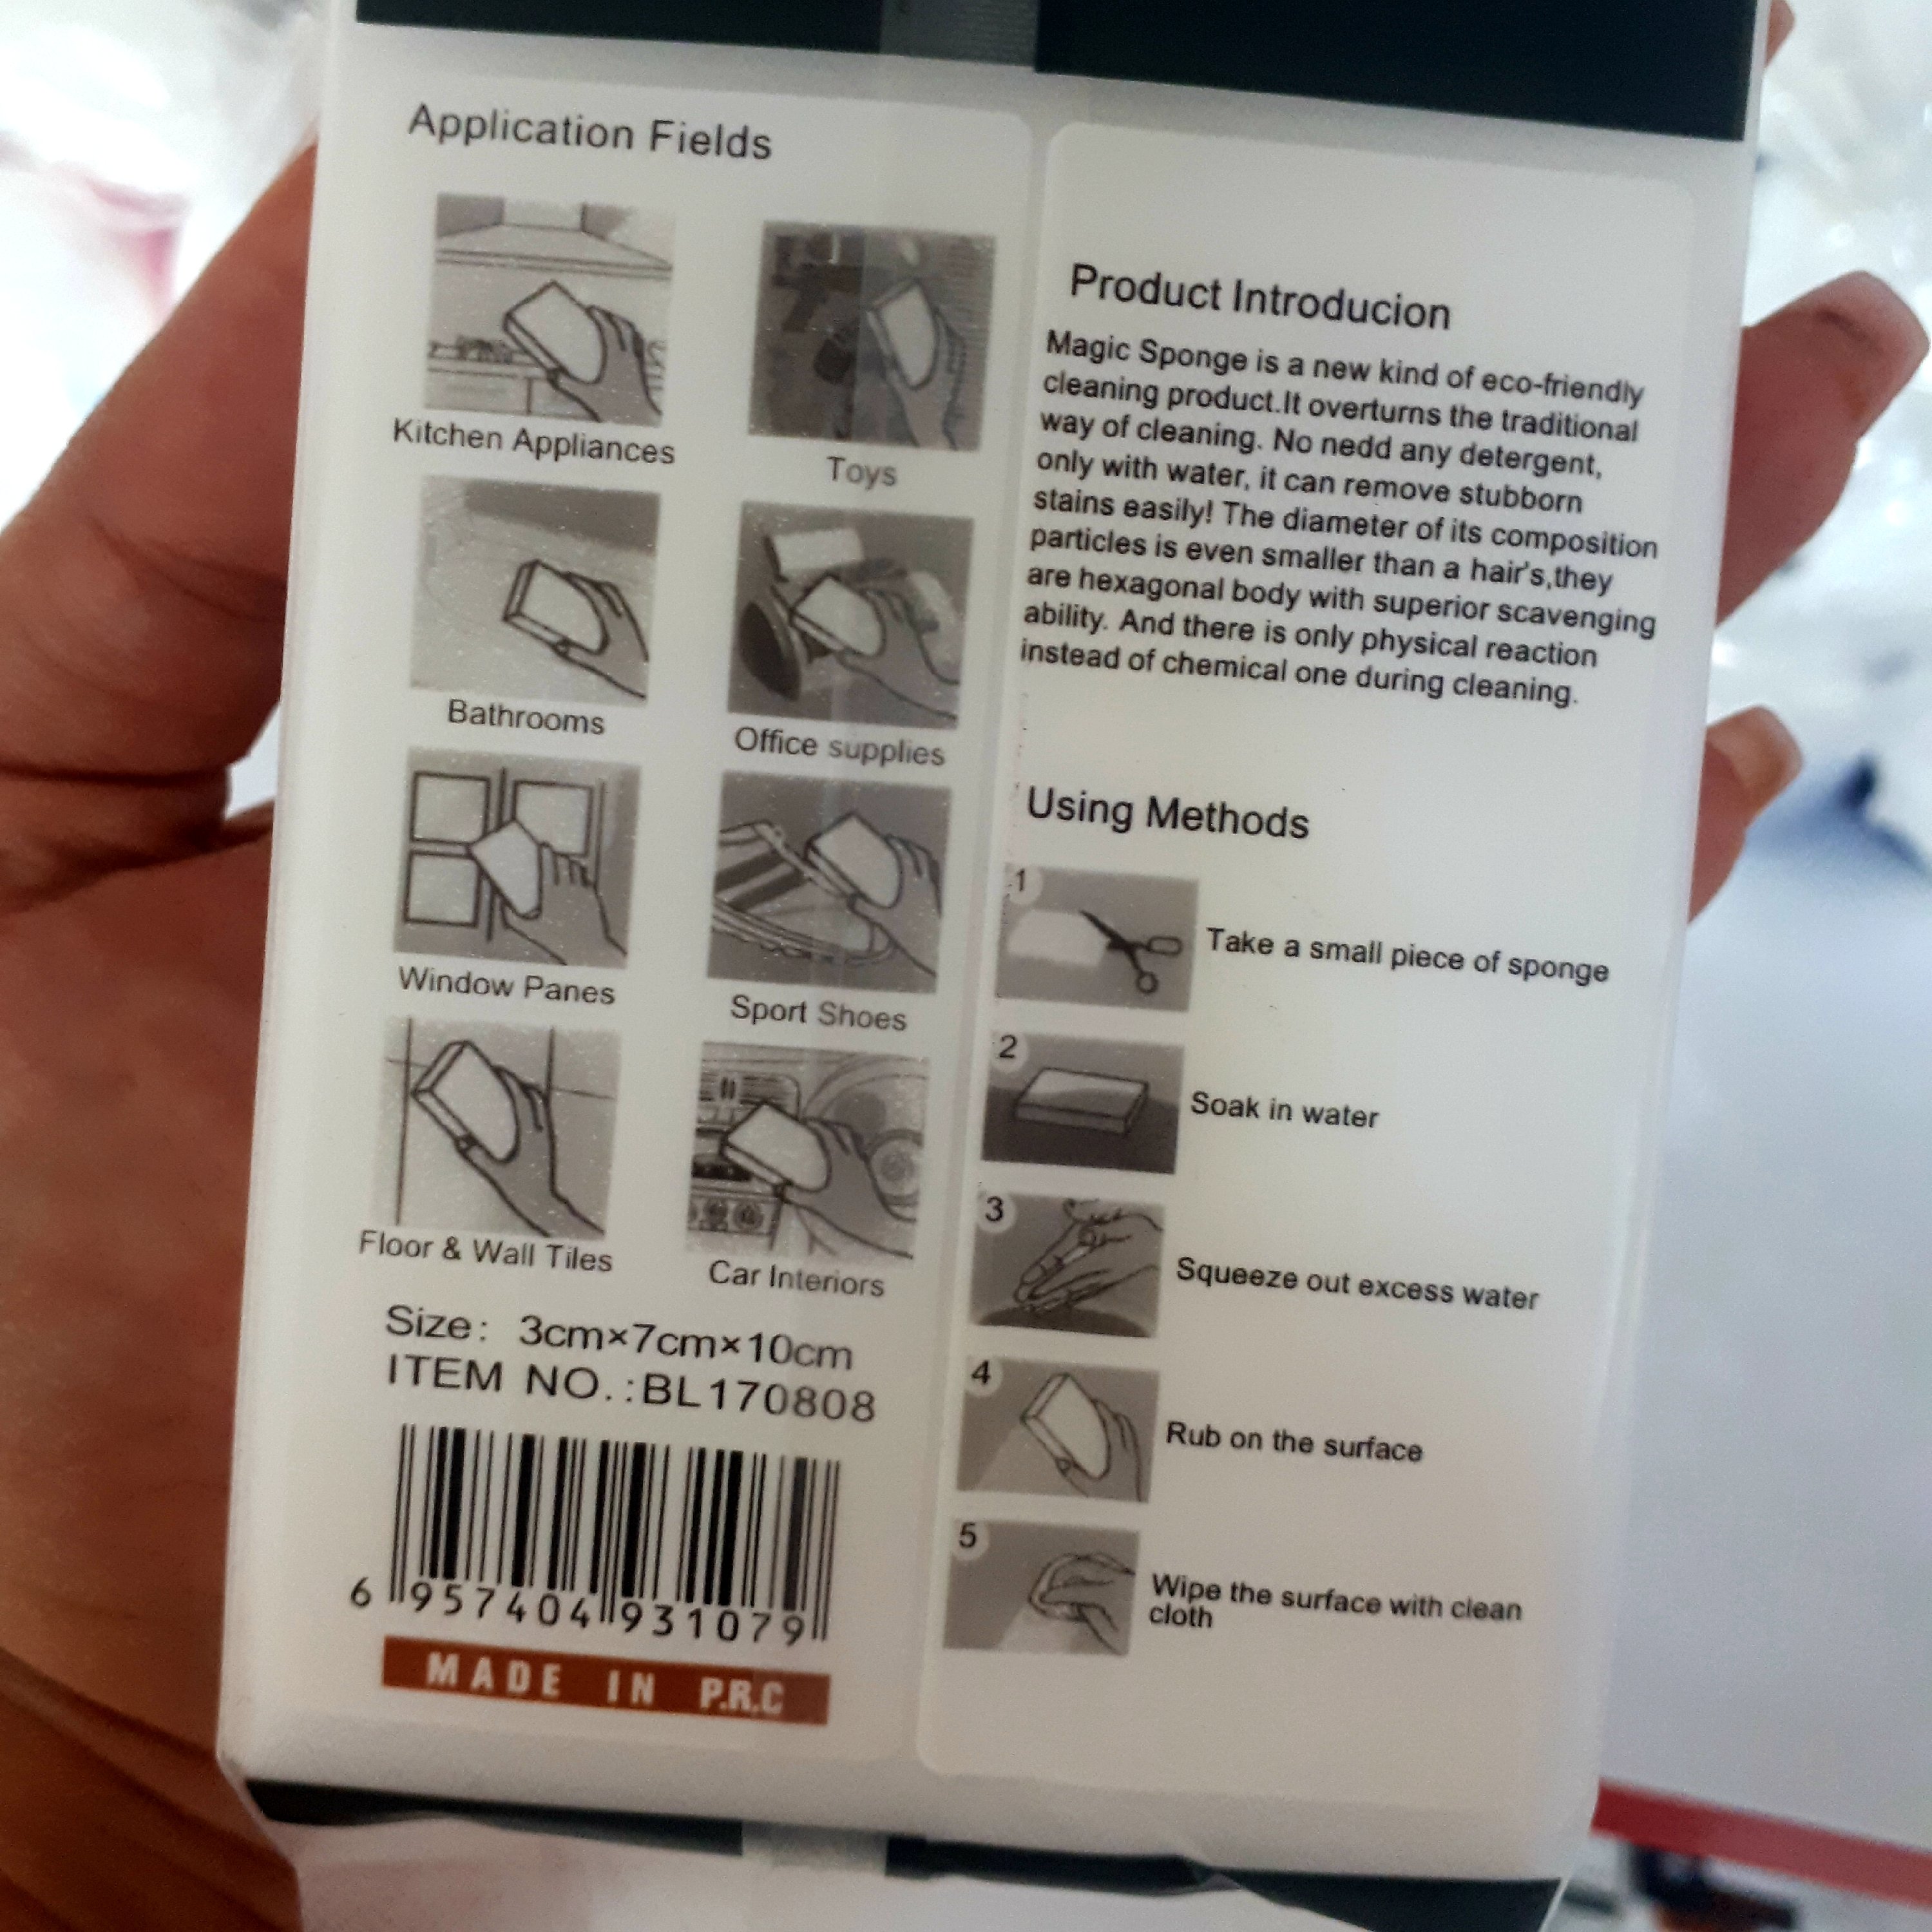 Application Fields
Kitchen Appliances
Toys
Bathrooms
Office supplies
Window Panes
Sport Shoes
Floor & Wall Tiles
Car Interiors
Size: 3cm×7cm×10cm
ITEM NO.:BL170808
6 957404 931079
MADE IN P.R.C
Product Introducion
Magic Sponge is a new kind of eco-friendly
cleaning product.It overturns the traditional
way of cleaning. No nedd any detergent,
only with water, it can remove stubborn
stains easily! The diameter of its composition
particles is even smaller than a hair's,they
are hexagonal body with superior scavenging
ability. And there is only physical reaction
instead of chemical one during cleaning.
Using Methods
1
Take a small piece of sponge
2
Soak in water
3
Squeeze out excess water
4
Rub on the surface
5
Wipe the surface with clean
cloth